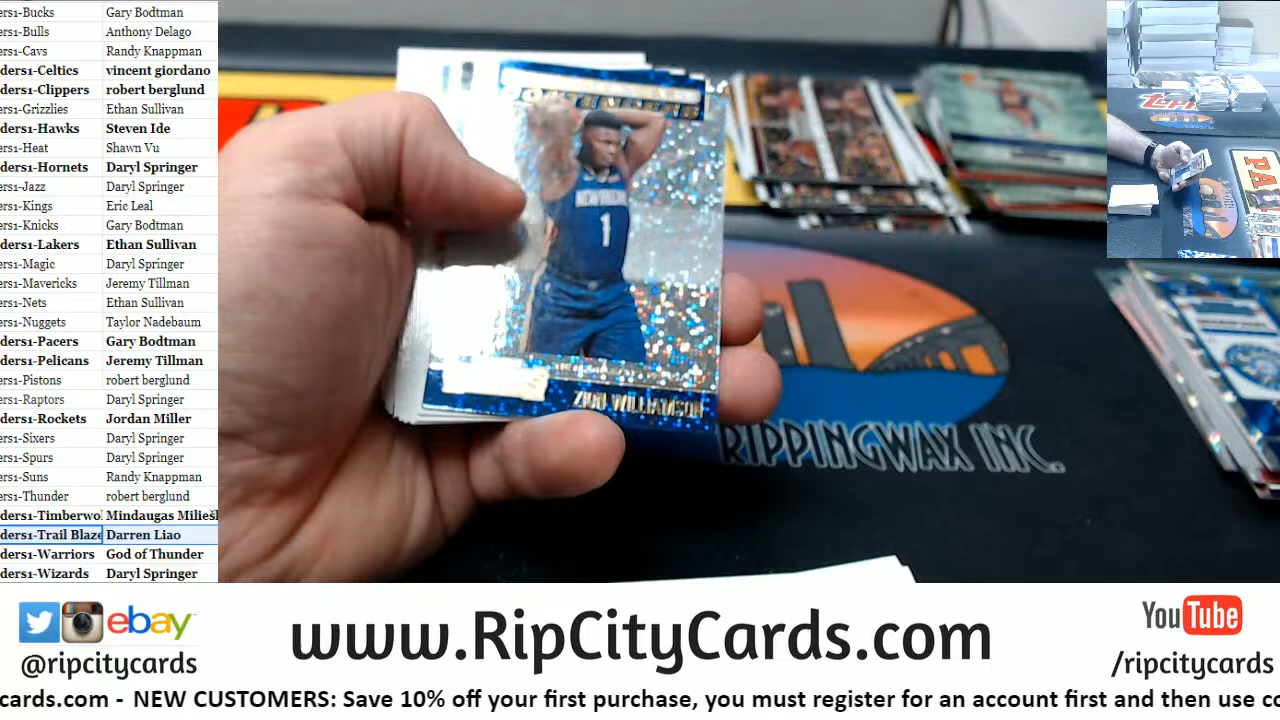 ers1-Bucks Gary Bodtman
ers1-Bulls Anthony Delago
ers1-Cavs Randy Knappman
ders1-Celtics vincent giordano
ders1-Clippers robert berglund
ers1-Grizzlies Ethan Sullivan
ders1-Hawks Steven Ide
ders1-Heat Shawn Vu
ders1-Hornets Daryl Springer
ers1-Jazz Daryl Springer
ers1-Kings Eric Leal
ers1-Knicks Gary Bodtman
ders1-Lakers Ethan Sullivan
ers1-Magic Daryl Springer
ers1-Mavericks Jeremy Tillman
ers1-Nets Ethan Sullivan
ers1-Nuggets Taylor Nadebaum
ders1-Pacers Gary Bodtman
ders1-Pelicans Jeremy Tillman
ers1-Pistons robert berglund
ers1-Raptors Daryl Springer
ders1-Rockets Jordan Miller
ers1-Sixers Daryl Springer
ers1-Spurs Daryl Springer
ers1-Suns Randy Knappman
ers1-Thunder robert berglund
ders1-Timberwol Mindaugas Milieš
ders1-Trail Blaze Darren Liao
ders1-Warriors God of Thunder
ders1-Wizards Daryl Springer
1
ZION WILLIAMSON
RIPPINGWAX INC.
ebay
@ripcitycards
www.RipCityCards.com
YouTube
/ripcitycards
cards.com - NEW CUSTOMERS: Save 10% off your first purchase, you must register for an account first and then use co